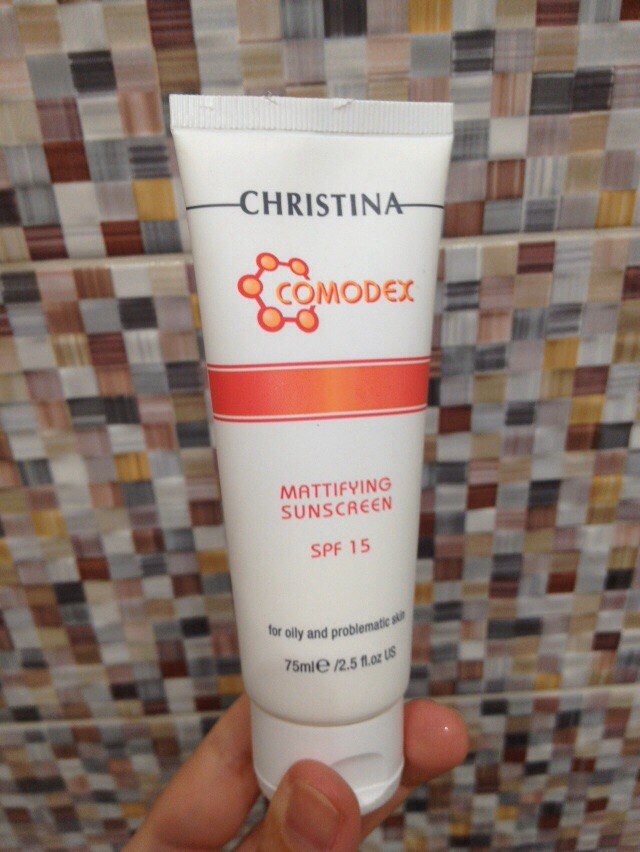 CHRISTINA
COMODEX
MATTIFYING
SUNSCREEN
SPF 15
for oily and problematic skin
75ml℮ /2.5 fl.oz US